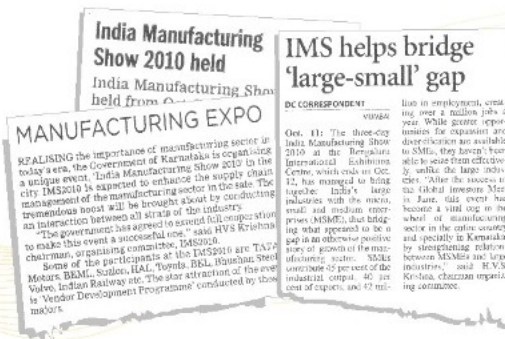 India Manufacturing
Show 2010 held
India Manufacturing Show
held from
MANUFACTURING EXPO
REALISING the importance of manufacturing sector in
today's era, the Government of Karnataka is organising
a unique event, 'India Manufacturing Show 2010' in the
city. IMS2010 is expected to enhance the supply chain
management of the manufacturing sector in the sate. The
tremendous boost will be brought about by conducting
an interaction between all strata of the industry.
"The government has agreed to extend full cooperation
to make this event a successful one," said HVS Krishna,
chairman, organising committee, IMS2010.
Some of the participants at the IMS2010 are TATA
Motors, BEML, Suzlon, HAL, Toyota, BEL, Bhushan Steel,
Volvo, Indian Railway etc. The star attraction of the event
is 'Vendor Development Programme' conducted by those
majors.
IMS helps bridge
'large-small' gap
DC CORRESPONDENT
MUMBAI
Oct. 11: The three-day
India Manufacturing Show
2010 at the Bengaluru
International Exhibition
Centre, which ends on Oct.
12, has managed to bring
together India's large
industries with the micro,
small and medium enter-
prises (MSMEs), thus bridg-
ing what appeared to be a
gap in an otherwise positive
story of growth of the man-
ufacturing sector. SMEs
contribute 45 per cent of the
industrial output, 40 per
cent of exports, and 42 mil-
lion in employment, creat-
ing over a million jobs a
year. While greater oppor-
tunities for expansion and
diversification are available
to SMEs, they haven't been
able to seize them effective-
ly, unlike the large indus-
tries. "After the success of
the Global Investors Meet
in June, this event has
become a vital cog in the
wheel of manufacturing
sector in the entire country
and specially in Karnataka
by strengthening relation
between MSMEs and large
industries," said H.V.S.
Krishna, chairman organiz-
ing committee.